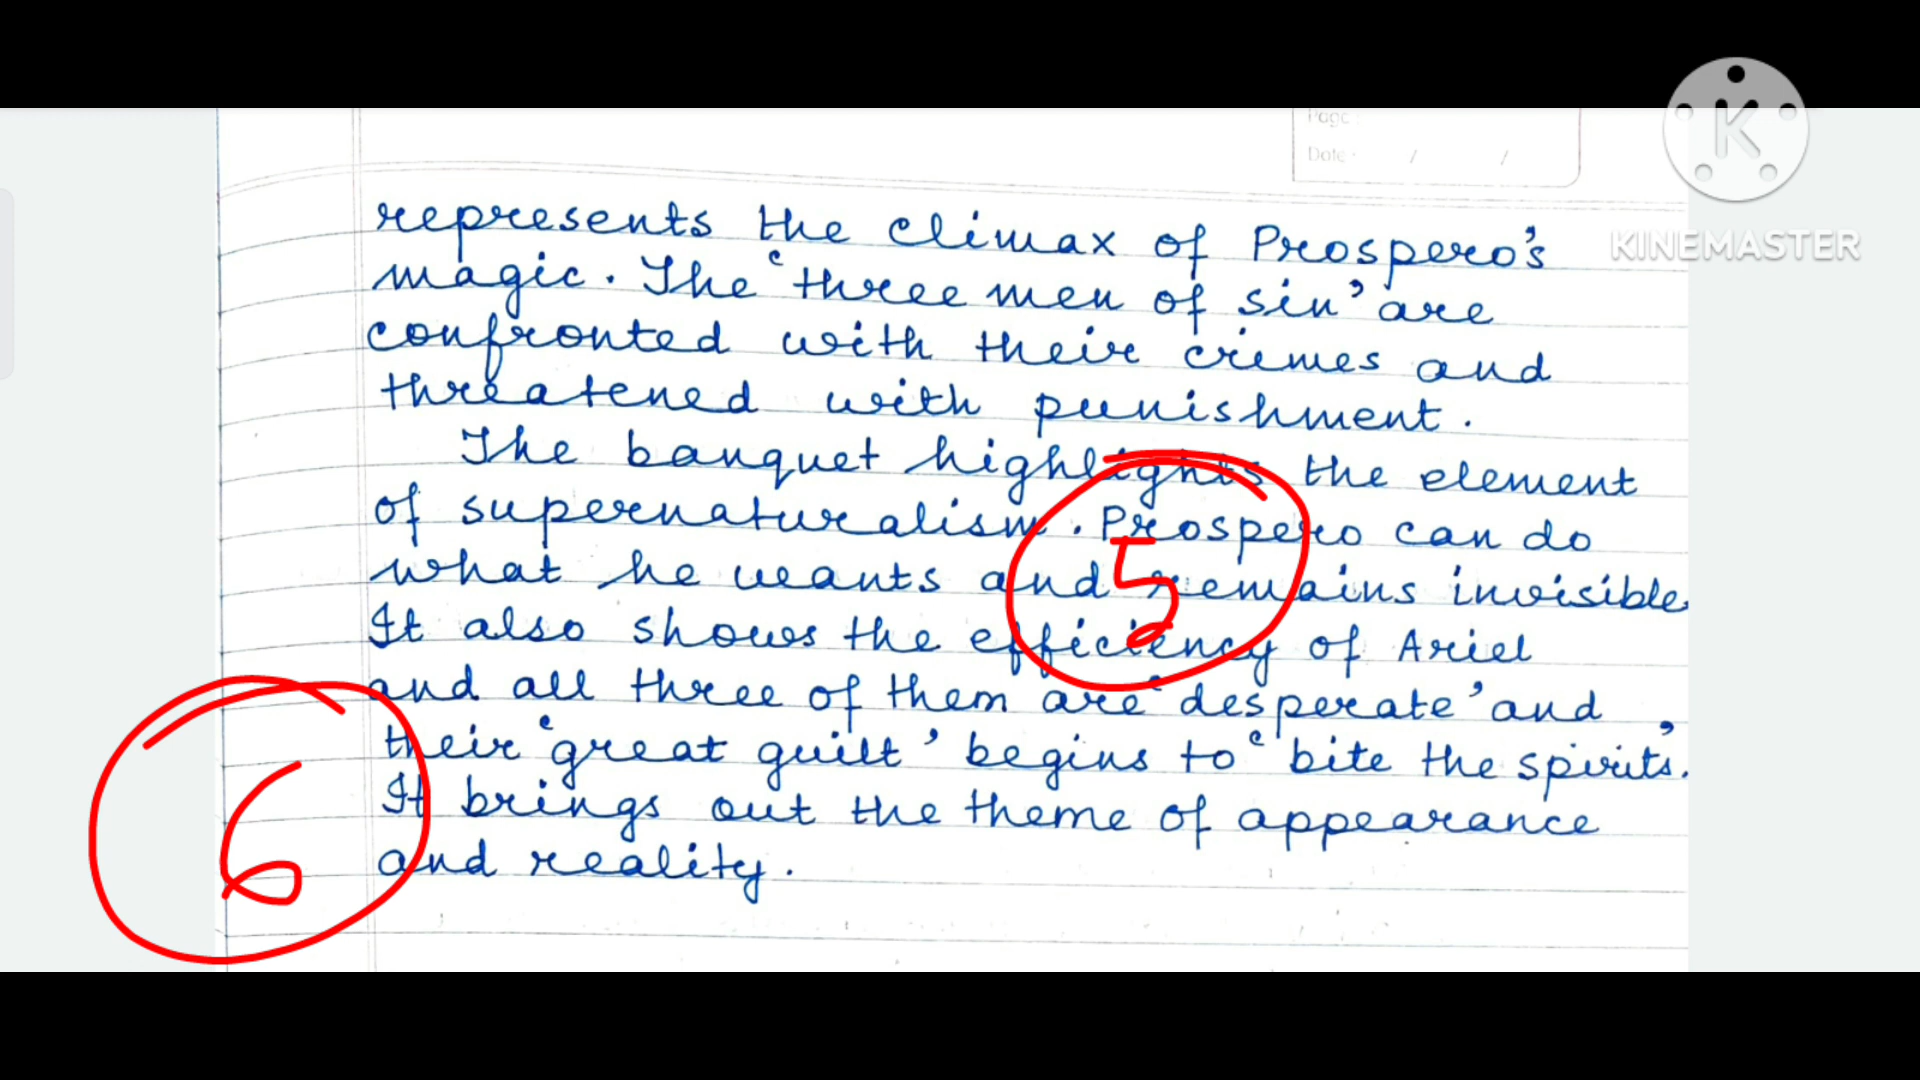 Page :
Date : / /
K
KINEMASTER
represents the climax of Prospero's
magic. The 'three men of sin' are
confronted with their crimes and
threatened with punishment.
The banquet highlights the element
of supernaturalism. Prospero can do
what he wants and remains invisible.
It also shows the efficiency of Ariel
and all three of them are 'desperate' and
their 'great guilt' begins to 'bite the spirits'.
It brings out the theme of appearance
and reality.
5
6